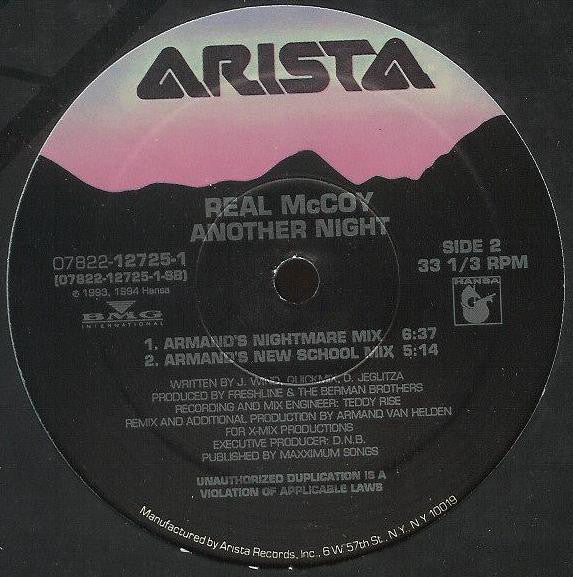 ARISTA
REAL McCOY
ANOTHER NIGHT
07822-12725-1
(07822-12725-1-SB)
℗ 1993, 1994 Hansa
BMG
INTERNATIONAL
SIDE 2
33 1/3 RPM
HANSA
1. ARMAND'S NIGHTMARE MIX 6:37
2. ARMAND'S NEW SCHOOL MIX 5:14
WRITTEN BY J. WIND, QUICKMIX, O. JEGLITZA
PRODUCED BY FRESHLINE & THE BERMAN BROTHERS
RECORDING AND MIX ENGINEER: TEDDY RISE
REMIX AND ADDITIONAL PRODUCTION BY ARMAND VAN HELDEN
FOR X-MIX PRODUCTIONS
EXECUTIVE PRODUCER: D.N.B.
PUBLISHED BY MAXXIMUM SONGS
UNAUTHORIZED DUPLICATION IS A
VIOLATION OF APPLICABLE LAWS
Manufactured by Arista Records, Inc., 6 W 57th St., N.Y., N.Y. 10019